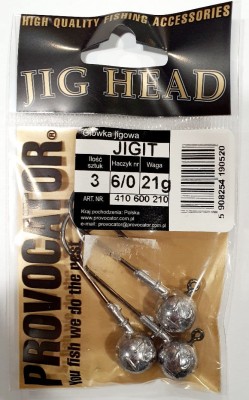 HIGH QUALITY FISHING ACCESSORIES
JIG HEAD
PROVOCATOR®
You fish we do the rest
Główka jigowa
JIGIT
Ilość sztuk
Haczyk nr
Waga
3
6/0
21g
ART. NR.
410 600 210
Kraj pochodzenia: Polska
www.provocator.com.pl
e-mail: provocator@provocator.com.pl
5 908254 190520